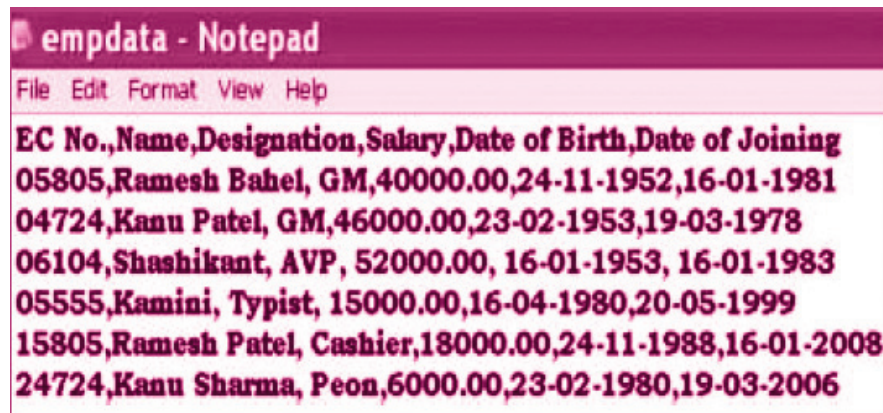 empdata - Notepad
File Edit Format View Help
EC No.,Name,Designation,Salary,Date of Birth,Date of Joining
05805,Ramesh Bahel, GM,40000.00,24-11-1952,16-01-1981
04724,Kanu Patel, GM,46000.00,23-02-1953,19-03-1978
06104,Shashikant, AVP, 52000.00, 16-01-1953, 16-01-1983
05555,Kamini, Typist, 15000.00,16-04-1980,20-05-1999
15805,Ramesh Patel, Cashier,18000.00,24-11-1988,16-01-2008
24724,Kanu Sharma, Peon,6000.00,23-02-1980,19-03-2006